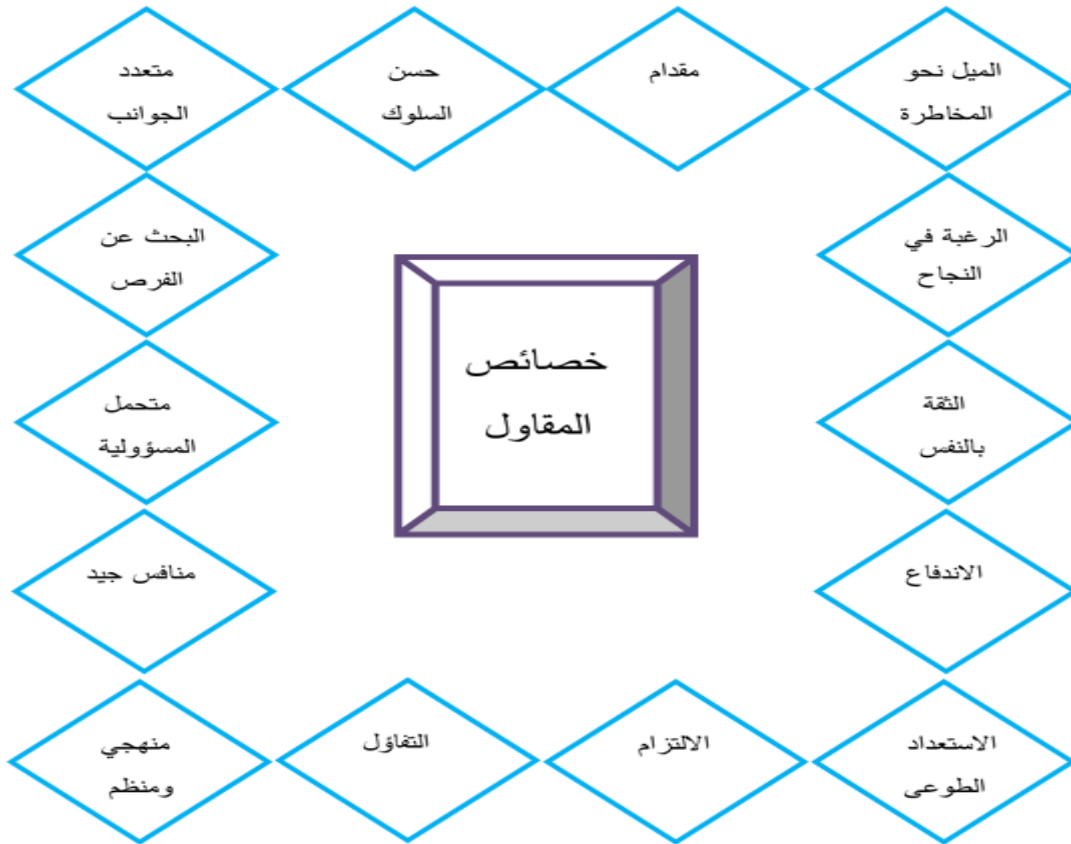 الميل نحو
المخاطرة
مقدام
حسن
السلوك
متعدد
الجوانب
الرغبة في
النجاح
البحث عن
الفرص
خصائص
المقاول
الثقة
بالنفس
متحمل
المسؤولية
الاندفاع
منافس جيد
الاستعداد
الطوعى
الالتزام
التفاؤل
منهجي
ومنظم